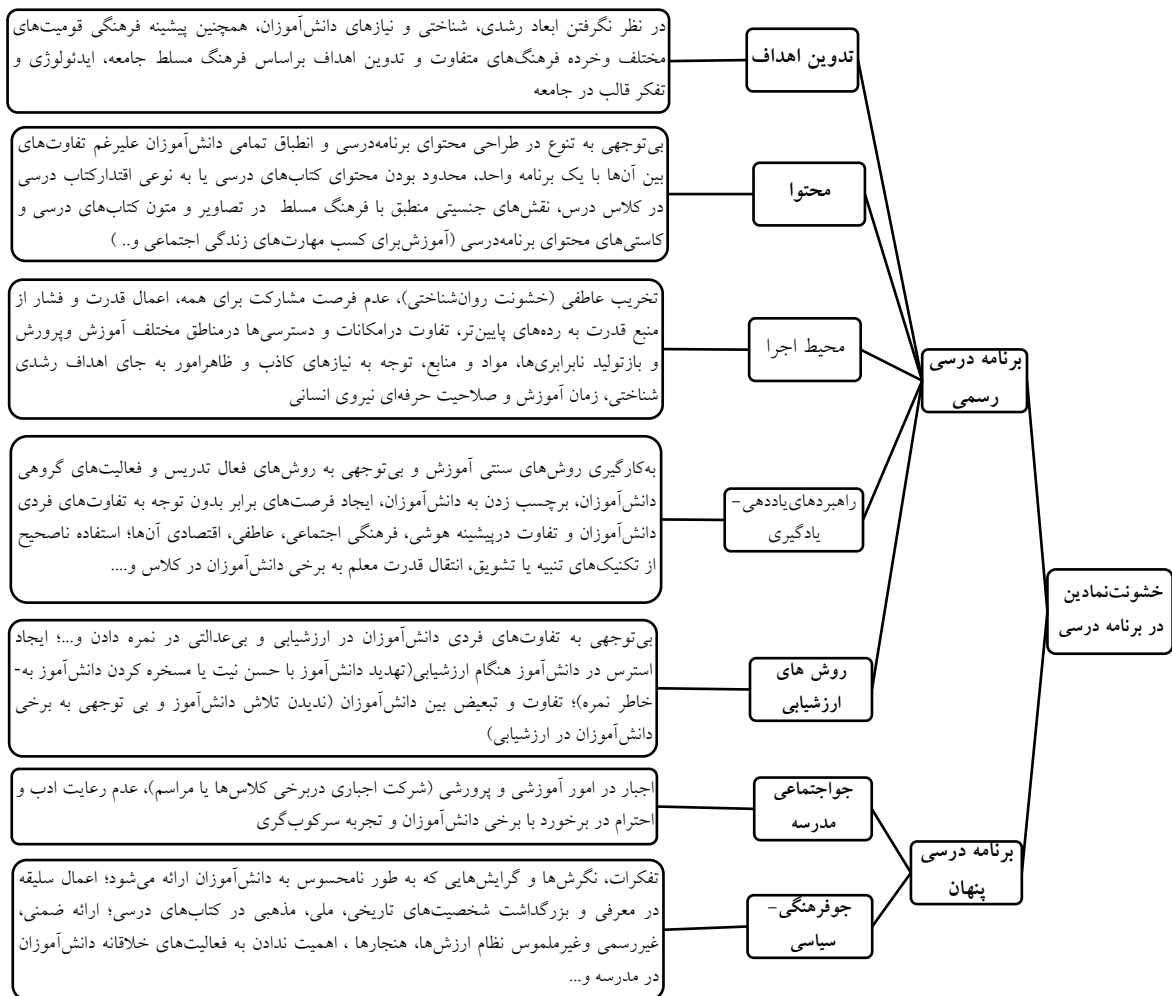 خشونت‌نمادین
در برنامه درسی
برنامه درسی
رسمی
تدوین اهداف
در نظر نگرفتن ابعاد رشدی، شناختی و نیازهای دانش‌آموزان، همچنین پیشینه فرهنگی قومیت‌های
مختلف وخرده فرهنگ‌های متفاوت و تدوین اهداف براساس فرهنگ مسلط جامعه، ایدئولوژی و
تفکر قالب در جامعه
محتوا
بی‌توجهی به تنوع در طراحی محتوای برنامه‌درسی و انطباق تمامی دانش‌آموزان علیرغم تفاوت‌های
بین آن‌ها با یک برنامه واحد، محدود بودن محتوای کتاب‌های درسی یا به نوعی اقتدارکتاب درسی
در کلاس درس، نقش‌های جنسیتی منطبق با فرهنگ مسلط در تصاویر و متون کتاب‌های درسی و
کاستی‌های محتوای برنامه‌درسی (آموزش‌برای کسب مهارت‌های زندگی اجتماعی و.. )
محیط اجرا
تخریب عاطفی (خشونت روان‌شناختی)، عدم فرصت مشارکت برای همه، اعمال قدرت و فشار از
منبع قدرت به رده‌های پایین‌تر، تفاوت درامکانات و دسترسی‌ها درمناطق مختلف آموزش وپرورش
و بازتولید نابرابری‌ها، مواد و منابع، توجه به نیازهای کاذب و ظاهرامور به جای اهداف رشدی
شناختی، زمان آموزش و صلاحیت حرفه‌ای نیروی انسانی
راهبردهای‌یاددهی–
یادگیری
به‌کارگیری روش‌های سنتی آموزش و بی‌توجهی به روش‌های فعال تدریس و فعالیت‌های گروهی
دانش‌آموزان، برچسب زدن به دانش‌آموزان، ایجاد فرصت‌های برابر بدون توجه به تفاوت‌های فردی
دانش‌آموزان و تفاوت درپیشینه هوشی، فرهنگی اجتماعی، عاطفی، اقتصادی آن‌ها؛ استفاده ناصحیح
از تکنیک‌های تنبیه یا تشویق، انتقال قدرت معلم به برخی دانش‌آموزان در کلاس و....
روش های
ارزشیابی
بی‌توجهی به تفاوت‌های فردی دانش‌آموزان در ارزشیابی و بی‌عدالتی در نمره دادن و...؛ ایجاد
استرس در دانش‌آموز هنگام ارزشیابی(تهدید دانش‌آموز با حسن نیت یا مسخره کردن دانش‌آموز به-
خاطر نمره)؛ تفاوت و تبعیض بین دانش‌آموزان (ندیدن تلاش دانش‌آموز و بی توجهی به برخی
دانش‌آموزان در ارزشیابی)
برنامه درسی
پنهان
جواجتماعی
مدرسه
اجبار در امور آموزشی و پرورشی (شرکت اجباری دربرخی کلاس‌ها یا مراسم)، عدم رعایت ادب و
احترام در برخورد با برخی دانش‌آموزان و تجربه سرکوب‌گری
جوفرهنگی–
سیاسی
تفکرات، نگرش‌ها و گرایش‌هایی که به طور نامحسوس به دانش‌آموزان ارائه می‌شود؛ اعمال سلیقه
در معرفی و بزرگداشت شخصیت‌های تاریخی، ملی، مذهبی در کتاب‌های درسی؛ ارائه ضمنی،
غیررسمی وغیرملموس نظام ارزش‌ها، هنجارها ، اهمیت ندادن به فعالیت‌های خلاقانه دانش‌آموزان
در مدرسه و...